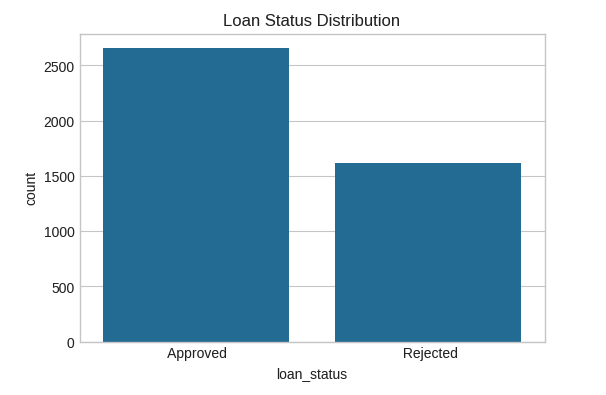 Loan Status Distribution
2500
2000
1500
1000
500
0
count
Approved
Rejected
loan_status